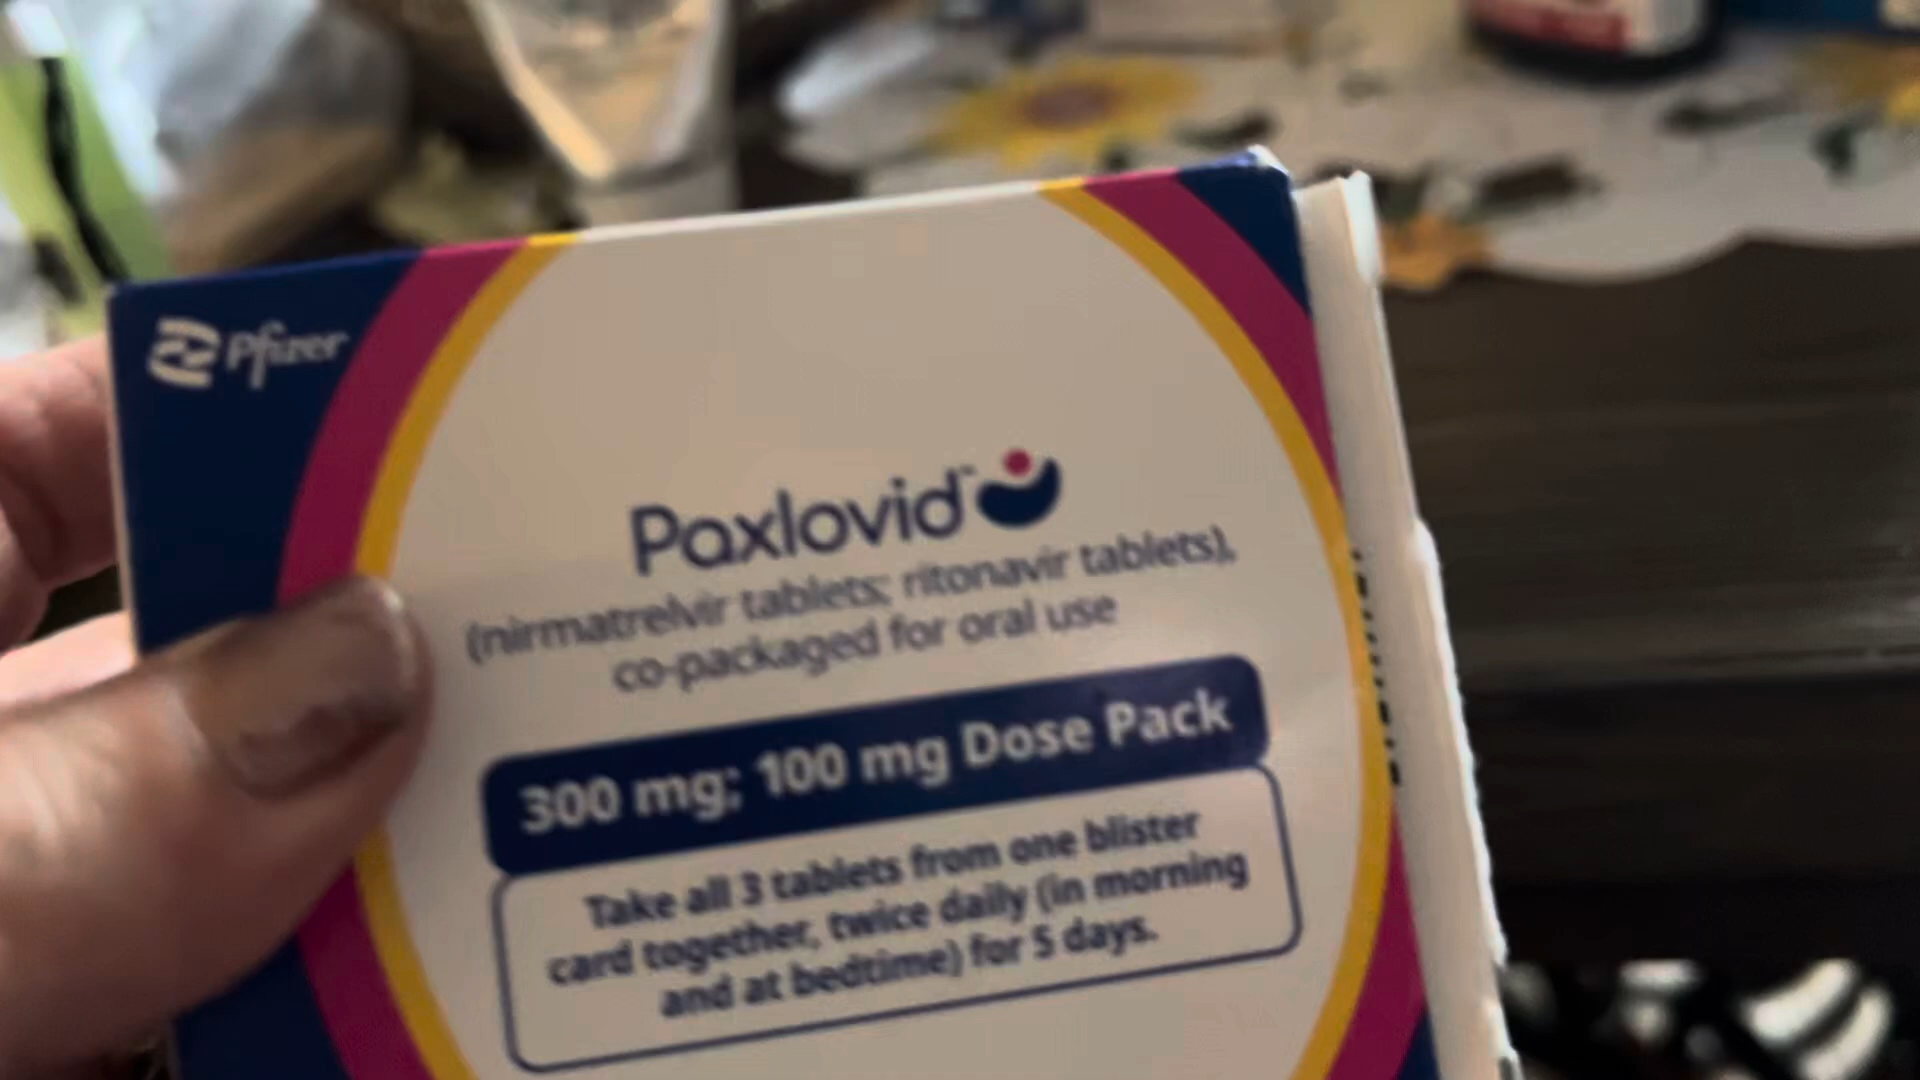 Pfizer
Paxlovid™
(nirmatrelvir tablets; ritonavir tablets),
co-packaged for oral use
300 mg; 100 mg Dose Pack
Take all 3 tablets from one blister
card together, twice daily (in morning
and at bedtime) for 5 days.